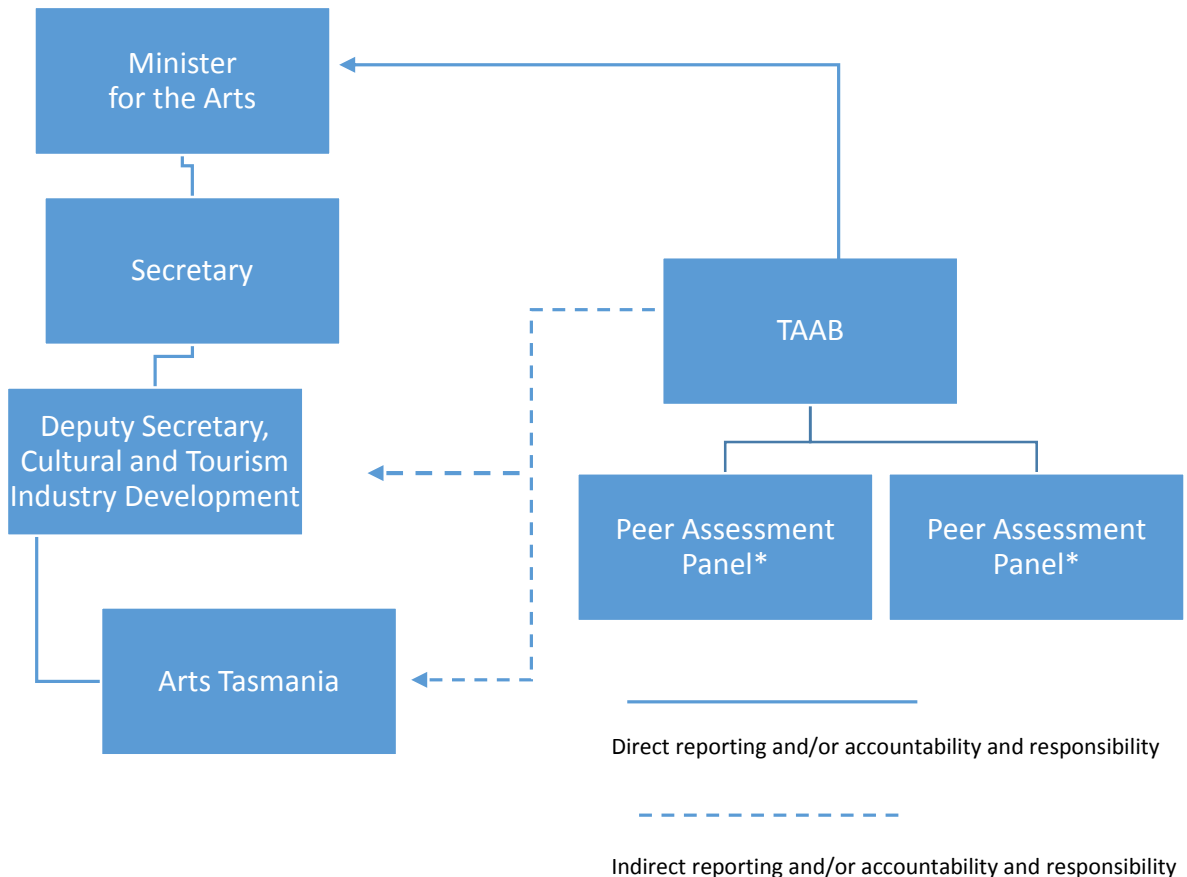 Minister
for the Arts
Secretary
TAAB
Deputy Secretary,
Cultural and Tourism
Industry Development
Peer Assessment
Panel*
Peer Assessment
Panel*
Arts Tasmania
Direct reporting and/or accountability and responsibility
Indirect reporting and/or accountability and responsibility